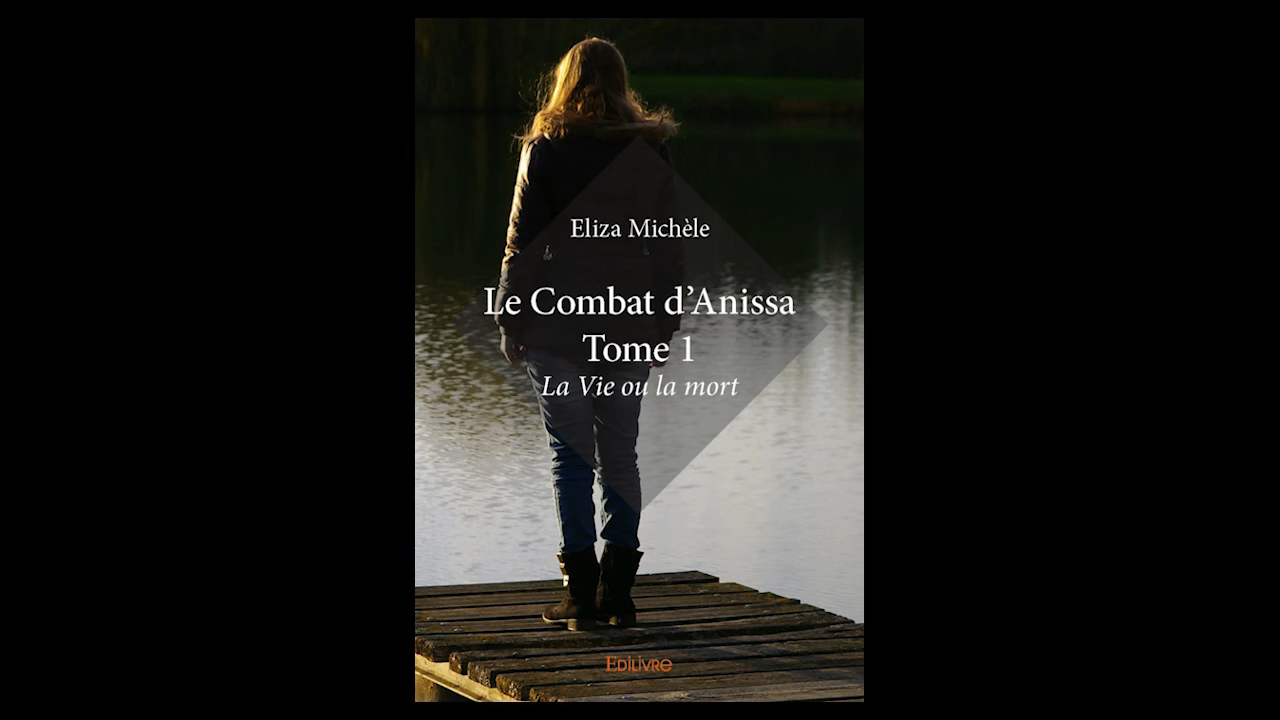 Eliza Michèle
Le Combat d’Anissa
Tome 1
La Vie ou la mort
EDILIVRE